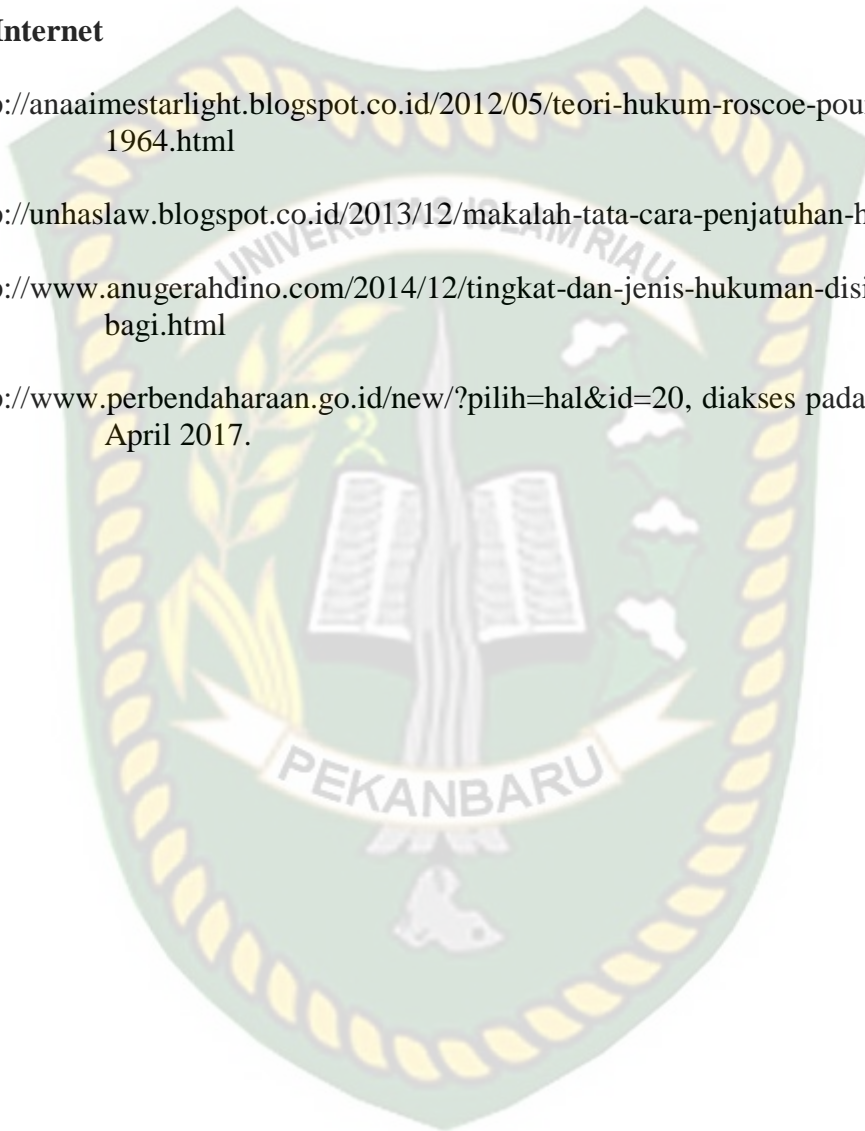 Internet
p://anaaimestarlight.blogspot.co.id/2012/05/teori-hukum-roscoe-pou
1964.html
p://unhaslaw.blogspot.co.id/2013/12/makalah-tata-cara-penjatuhan-h
p://www.anugerahdino.com/2014/12/tingkat-dan-jenis-hukuman-disi
bagi.html
p://www.perbendaharaan.go.id/new/?pilih=hal&id=20, diakses pada
April 2017.
UNIVERSITAS ISLAM RIAU
PEKANBARU